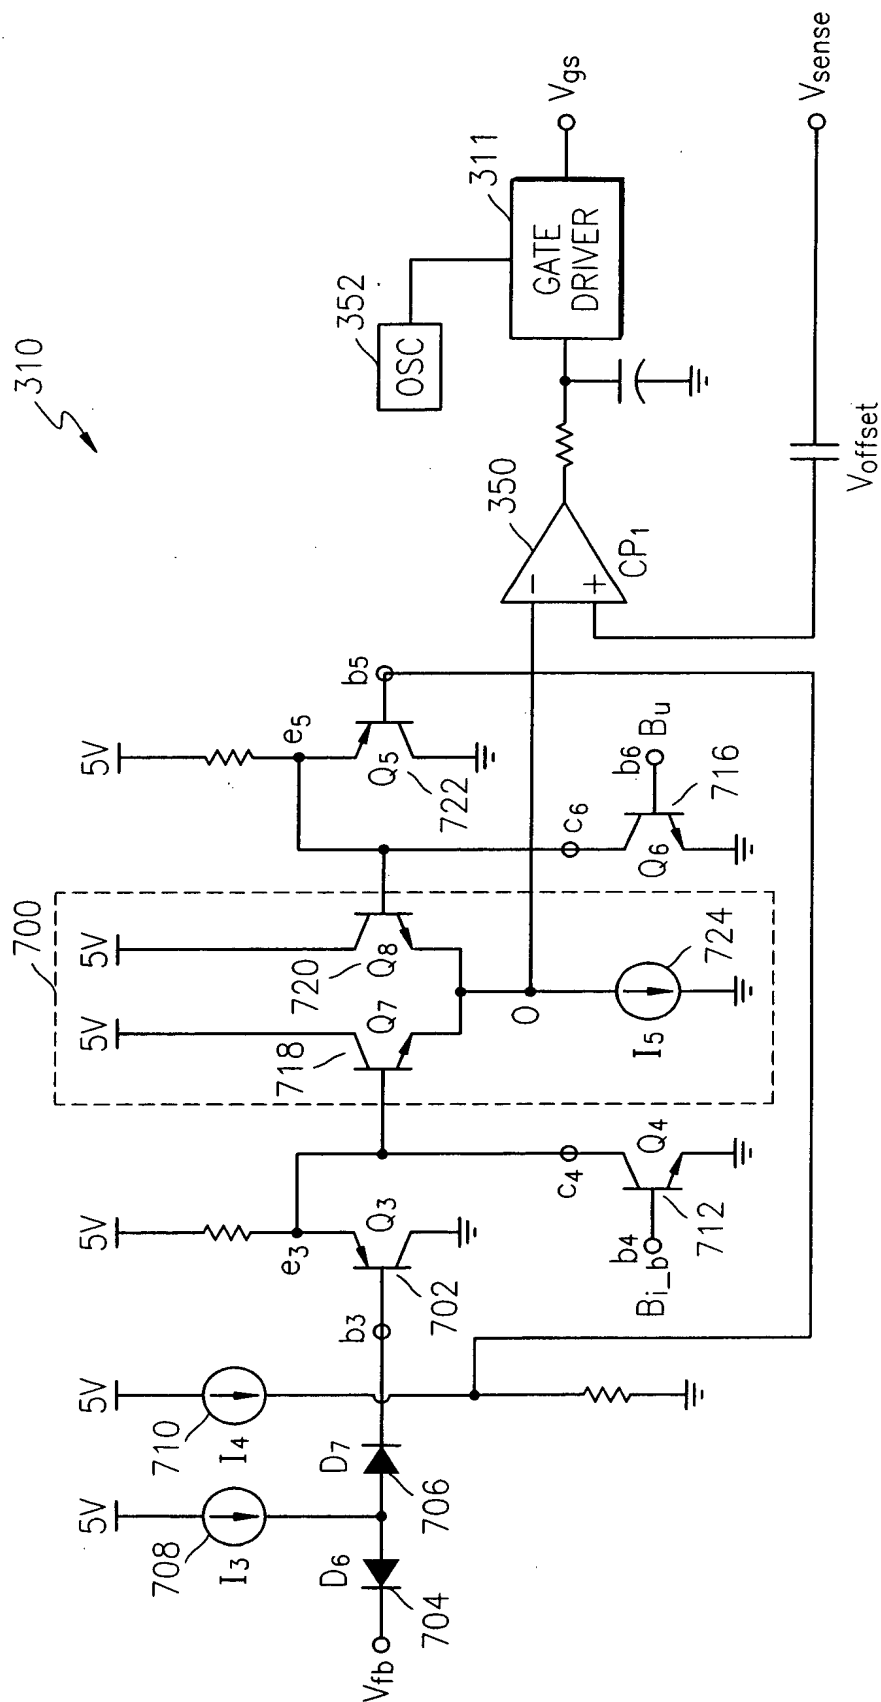 310
700
5V
5V
5V
5V
5V
5V
708
I3
710
I4
Vfb
D6
704
D7
706
b3
702
e3
Q3
c4
b4
Bi_b
Q4
712
718
Q7
720
Q8
O
I5
724
e5
b5
Q5
722
c6
b6
Bu
Q6
716
350
-
+
CP1
352
OSC
311
GATE
DRIVER
Vgs
Voffset
Vsense